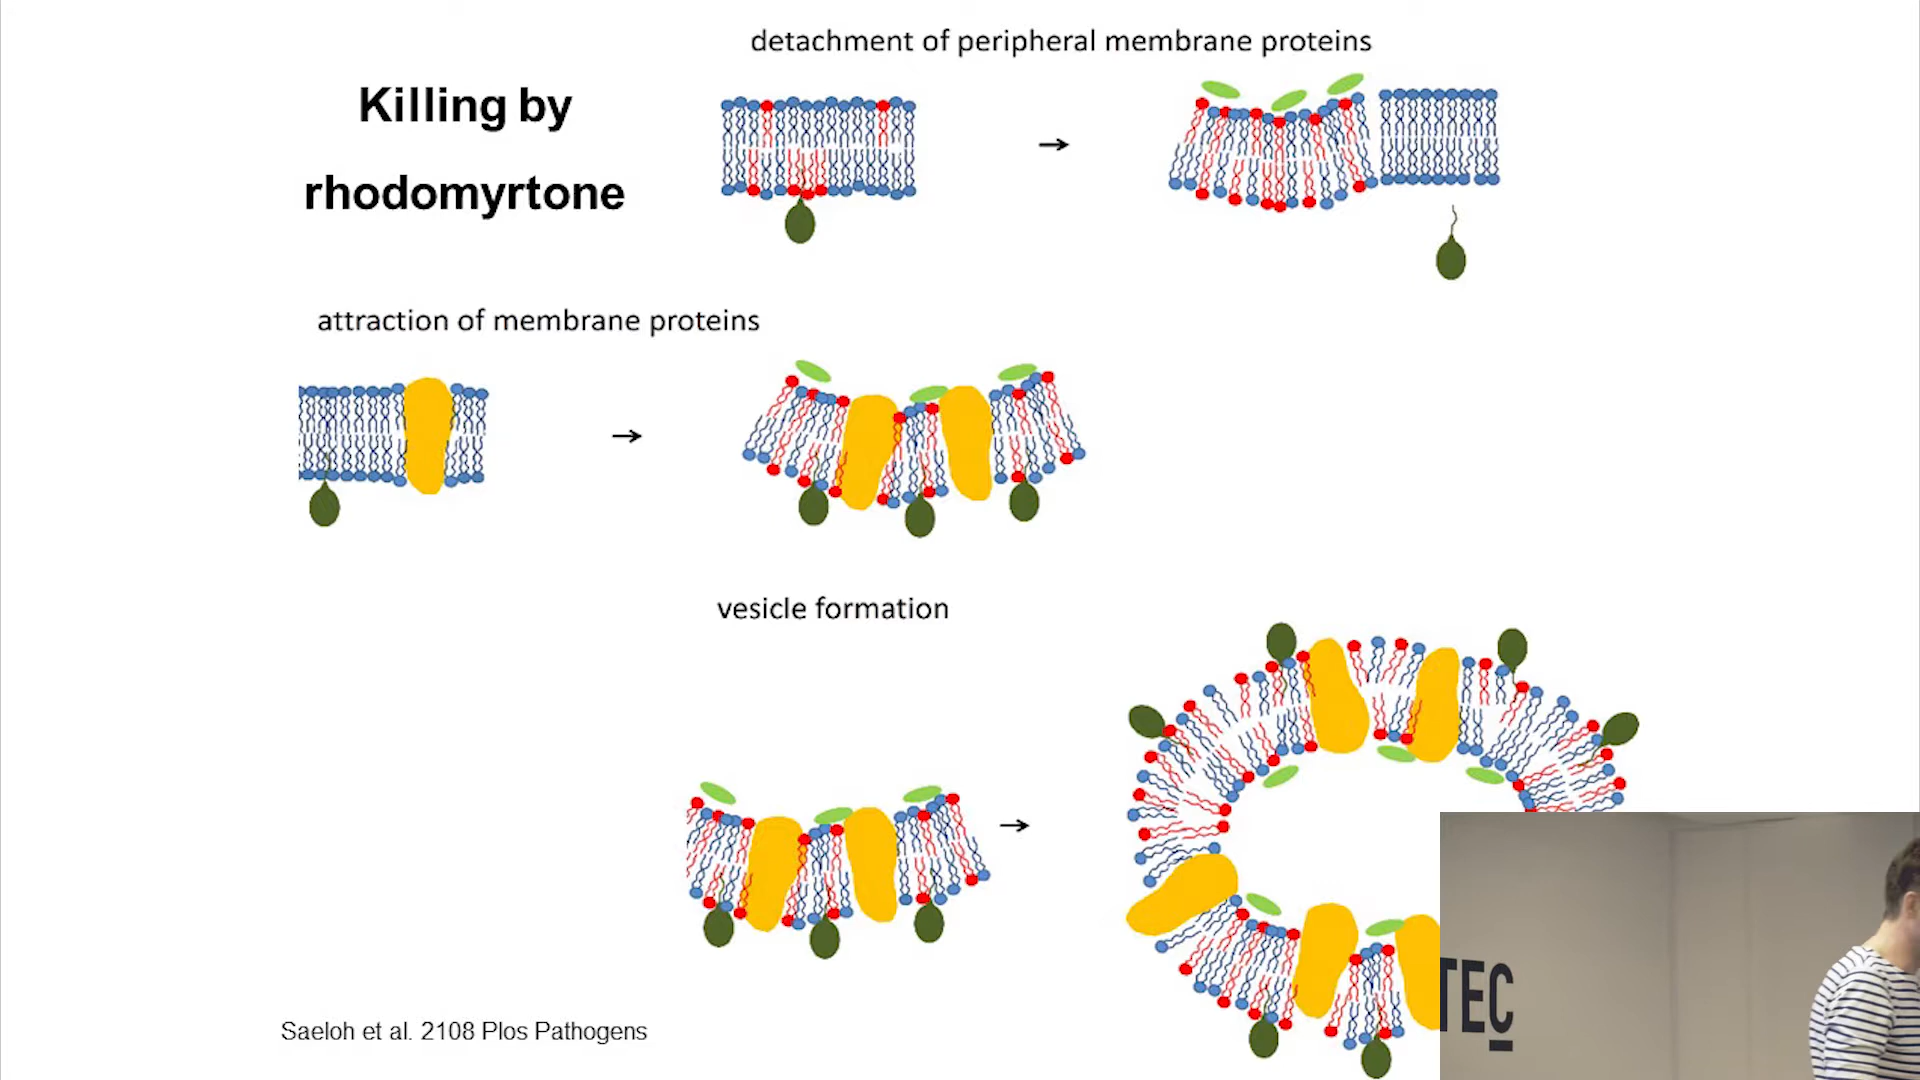 detachment of peripheral membrane proteins
Killing by
rhodomyrtone
attraction of membrane proteins
vesicle formation
Saeloh et al. 2108 Plos Pathogens
TEC